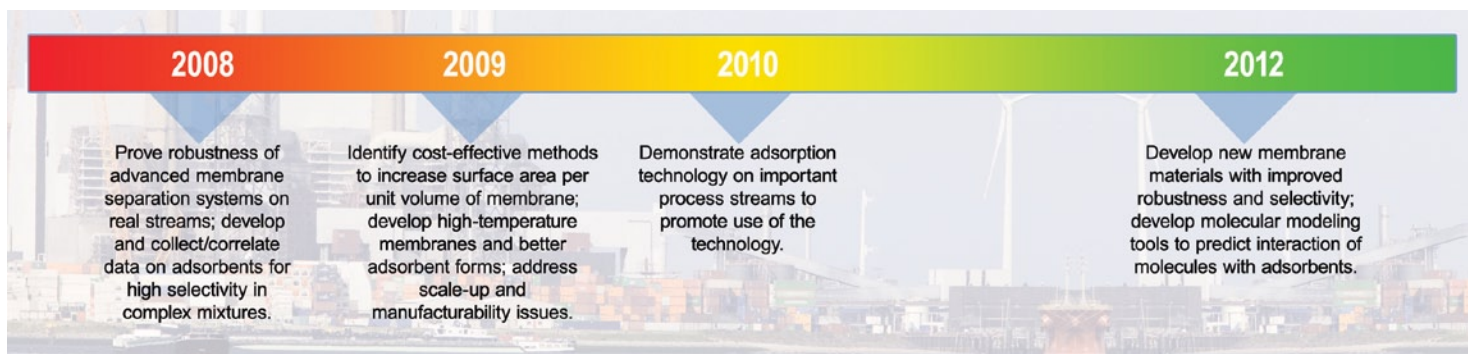 2008
2009
2010
2012
Prove robustness of
advanced membrane
separation systems on
real streams; develop
and collect/correlate
data on adsorbents for
high selectivity in
complex mixtures.
Identify cost-effective methods
to increase surface area per
unit volume of membrane;
develop high-temperature
membranes and better
adsorbent forms; address
scale-up and
manufacturability issues.
Demonstrate adsorption
technology on important
process streams to
promote use of the
technology.
Develop new membrane
materials with improved
robustness and selectivity;
develop molecular modeling
tools to predict interaction of
molecules with adsorbents.